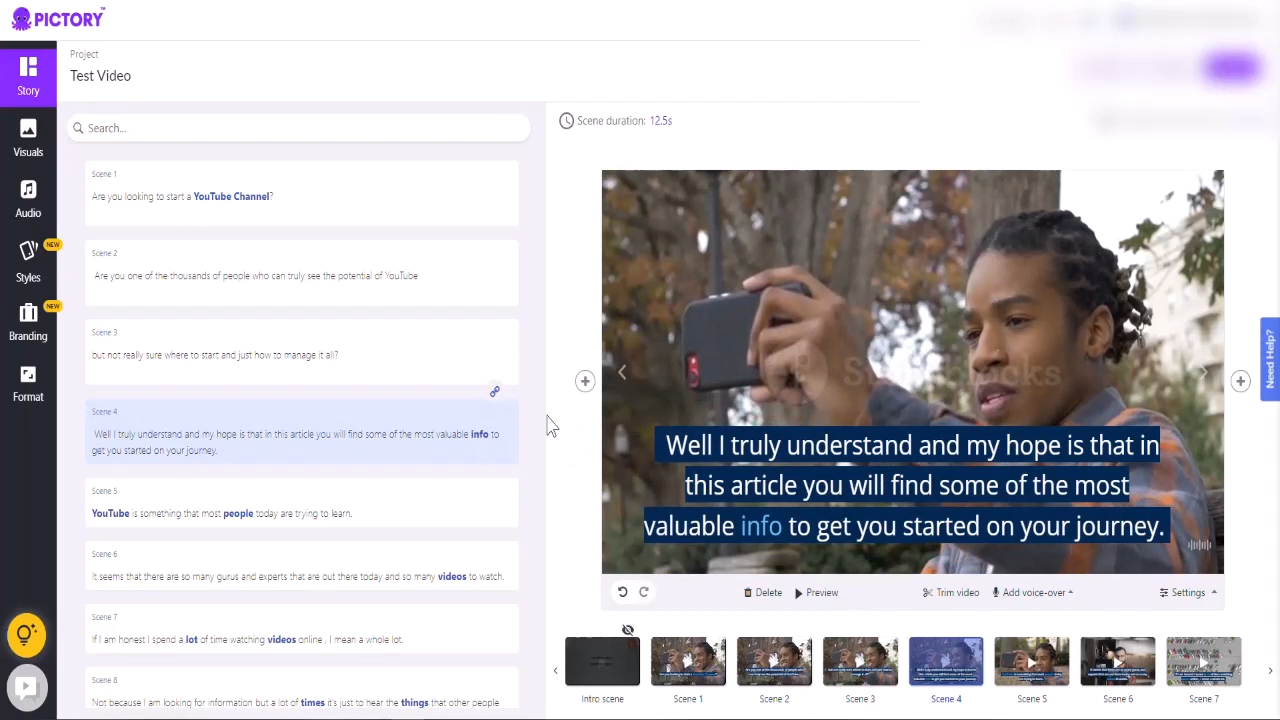 PICTORY
Project
Test Video
Story
Visuals
Audio
NEW
Styles
NEW
Branding
Format
Search...
Scene 1
Are you looking to start a YouTube Channel?
Scene 2
Are you one of the thousands of people who can truly see the potential of YouTube
Scene 3
but not really sure where to start and just how to manage it all?
Scene 4
Well I truly understand and my hope is that in this article you will find some of the most valuable info to
get you started on your journey.
Scene 5
YouTube is something that most people today are trying to learn.
Scene 6
It seems that there are so many gurus and experts that are out there today and so many videos to watch.
Scene 7
If I am honest I spend a lot of time watching videos online , I mean a whole lot.
Not because I am looking for information but a lot of times it's just to hear the things that other people
Scene duration: 12.5s
Well I truly understand and my hope is that in
this article you will find some of the most
valuable info to get you started on your journey.
Delete
Preview
Trim video
Add voice-over
Settings
Need Help?
Intro scene
Scene 1
Scene 2
Scene 3
Scene 4
Scene 5
Scene 6
Scene 7